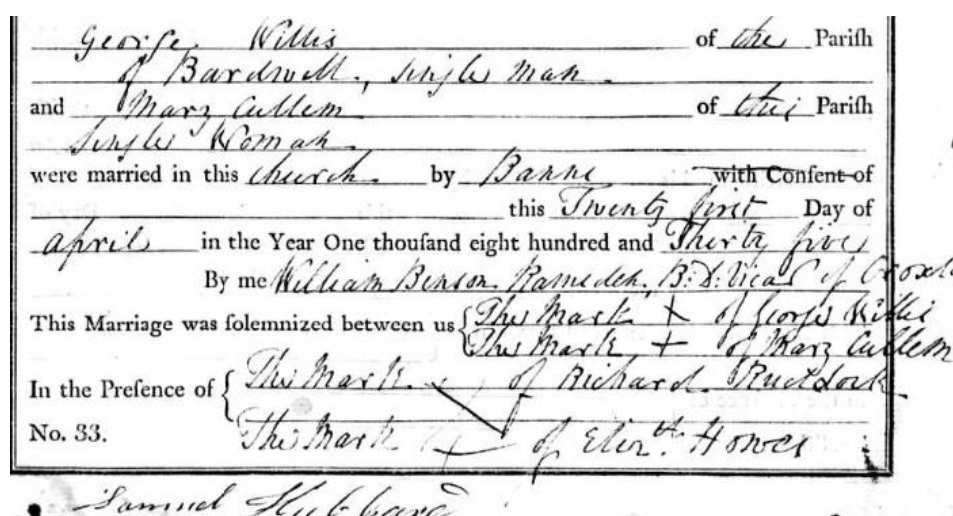 George Willis of the Pariſh
of Bardwell, single man
and Mary Cullem of this Pariſh
single Woman
were married in this church by Banns with Conſent of
this Twenty first Day of
april in the Year One thouſand eight hundred and Thirty five
By me William Benson Ramsden, B: D: Vicar of Croxt
This Marriage was ſolemnized between us { The Mark X of George Willis
The Mark + of Mary Cullem
In the Preſence of { The Mark X of Richard Ruddock
No. 33. The Mark X of Elizth. Howes
Samuel Hubbard